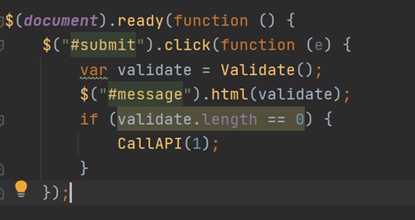 $(document).ready(function () {
$("#submit").click(function (e) {
var validate = Validate();
$("#message").html(validate);
if (validate.length == 0) {
CallAPI(1);
}
});